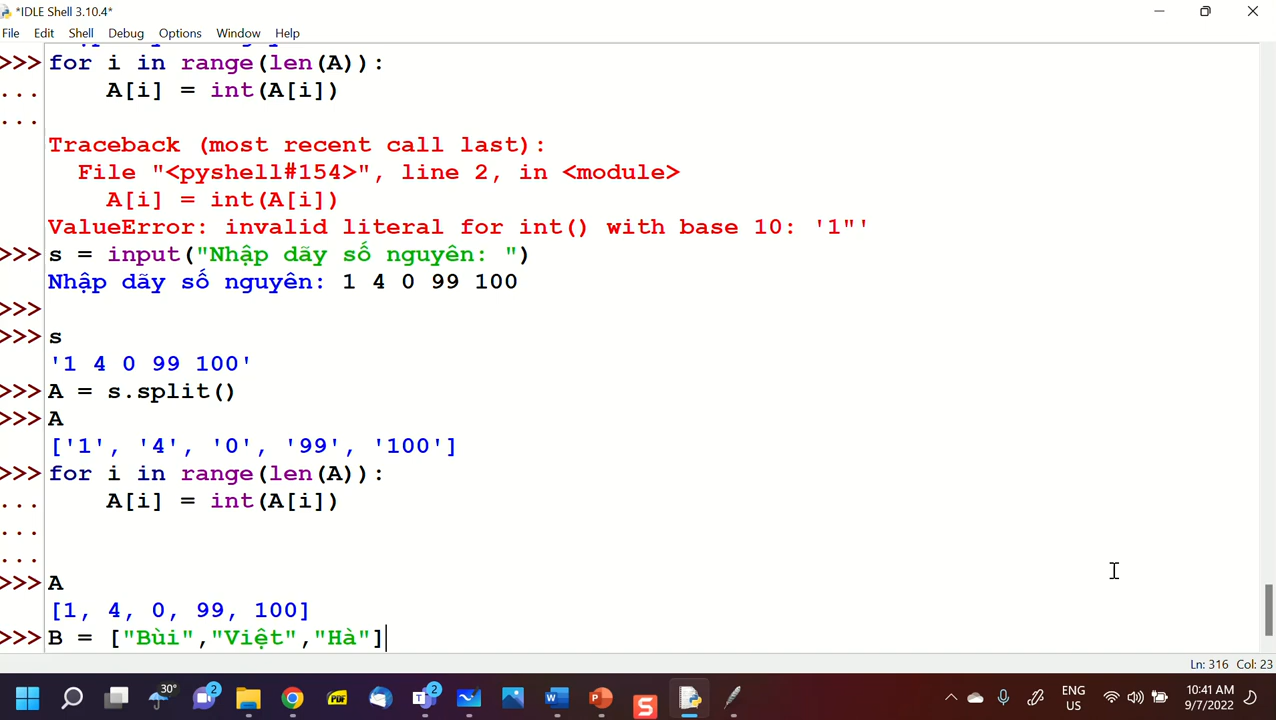 *IDLE Shell 3.10.4*
File Edit Shell Debug Options Window Help
>>> for i in range(len(A)):
... A[i] = int(A[i])
...
Traceback (most recent call last):
File "<pyshell#154>", line 2, in <module>
A[i] = int(A[i])
ValueError: invalid literal for int() with base 10: '1"'
>>> s = input("Nhập dãy số nguyên: ")
Nhập dãy số nguyên: 1 4 0 99 100
>>>
>>> s
'1 4 0 99 100'
>>> A = s.split()
>>> A
['1', '4', '0', '99', '100']
>>> for i in range(len(A)):
... A[i] = int(A[i])
...
...
>>> A
[1, 4, 0, 99, 100]
>>> B = ["Bùi","Việt","Hà"]
Ln: 316 Col: 23
30° 2 PDF T 2 W P S ENG 10:41 AM
US 9/7/2022